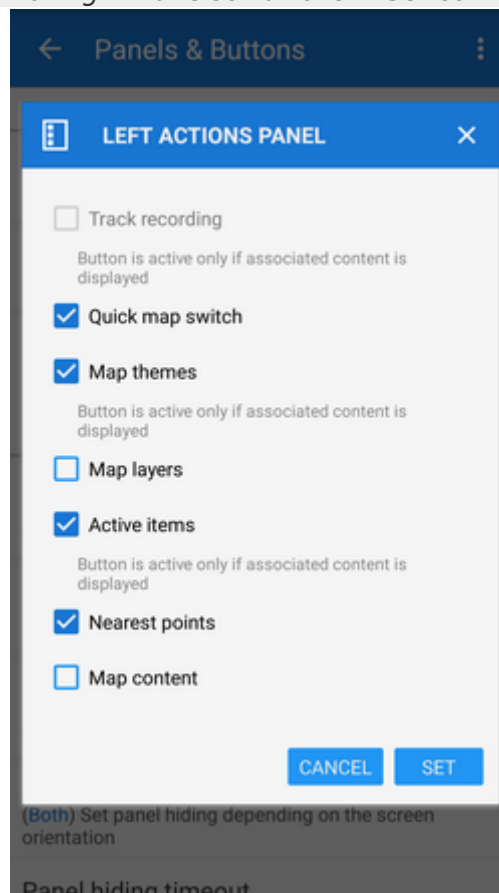 Panels & Buttons
LEFT ACTIONS PANEL
Track recording
Button is active only if associated content is
displayed
Quick map switch
Map themes
Button is active only if associated content is
displayed
Map layers
Active items
Button is active only if associated content is
displayed
Nearest points
Map content
CANCEL SET
(Both) Set panel hiding depending on the screen
orientation
Panel hiding timeout